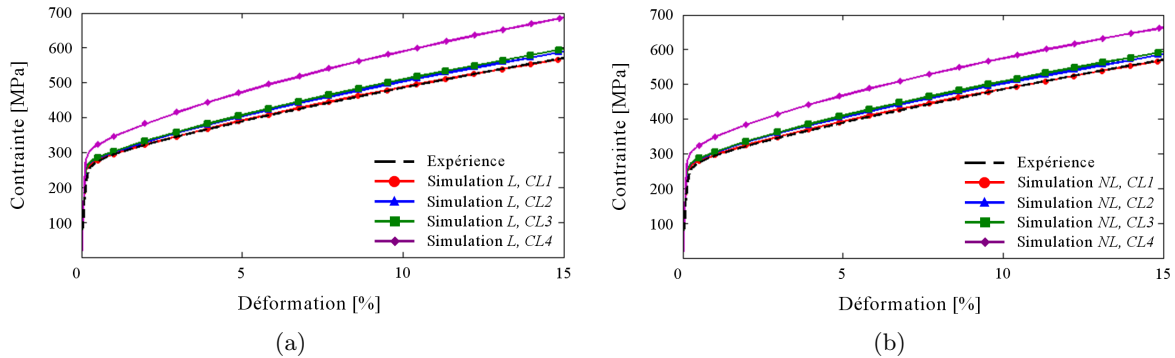 700
600
500
400
300
200
100
0
5
10
15
Contrainte [MPa]
Déformation [%]
Expérience
Simulation L, CL1
Simulation L, CL2
Simulation L, CL3
Simulation L, CL4
(a)
700
600
500
400
300
200
100
0
5
10
15
Contrainte [MPa]
Déformation [%]
Expérience
Simulation NL, CL1
Simulation NL, CL2
Simulation NL, CL3
Simulation NL, CL4
(b)